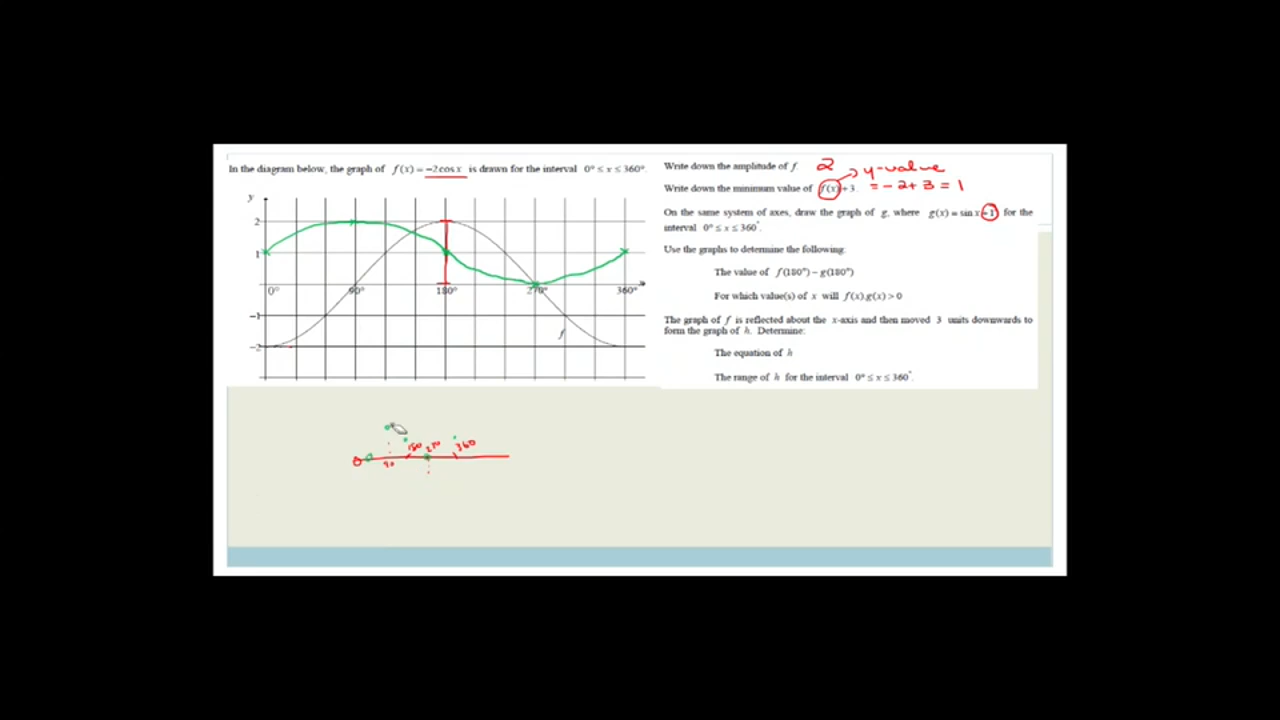 In the diagram below, the graph of f(x) = -2cos x is drawn for the interval 0° ≤ x ≤ 360°.
y
2
1
0° 90° 180° 270° 360° x
-1
f
-2
Write down the amplitude of f. 2
→ y-value
Write down the minimum value of f(x)+3. = -2+3 = 1
On the same system of axes, draw the graph of g, where g(x) = sin x+1 for the
interval 0° ≤ x ≤ 360°.
Use the graphs to determine the following:
The value of f(180°) - g(180°)
For which value(s) of x will f(x).g(x) > 0
The graph of f is reflected about the x-axis and then moved 3 units downwards to
form the graph of h. Determine:
The equation of h
The range of h for the interval 0° ≤ x ≤ 360°.
0 90 180 270 360